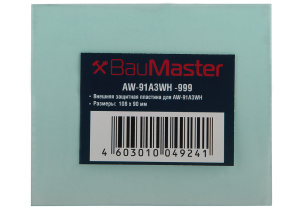 BauMaster
AW-91A3WH -999
- Внешняя защитная пластина для AW-91A3WH
- Размеры: 108 х 90 мм
4 603010 049241